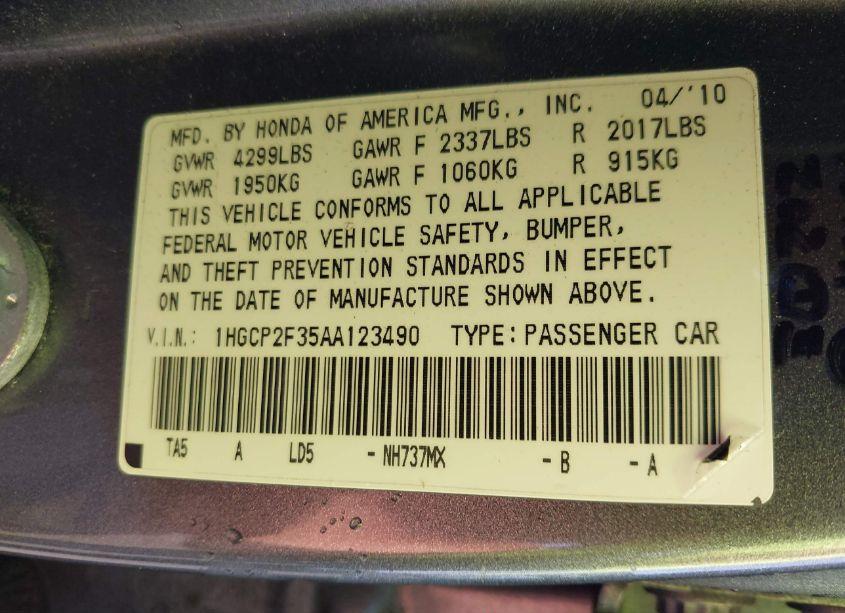 MFD. BY HONDA OF AMERICA MFG., INC. 04/'10
GVWR 4299LBS GAWR F 2337LBS R 2017LBS
GVWR 1950KG GAWR F 1060KG R 915KG
THIS VEHICLE CONFORMS TO ALL APPLICABLE
FEDERAL MOTOR VEHICLE SAFETY, BUMPER,
AND THEFT PREVENTION STANDARDS IN EFFECT
ON THE DATE OF MANUFACTURE SHOWN ABOVE.
V.I.N.: 1HGCP2F35AA123490 TYPE: PASSENGER CAR
TA5 A LD5 - NH737MX - B - A